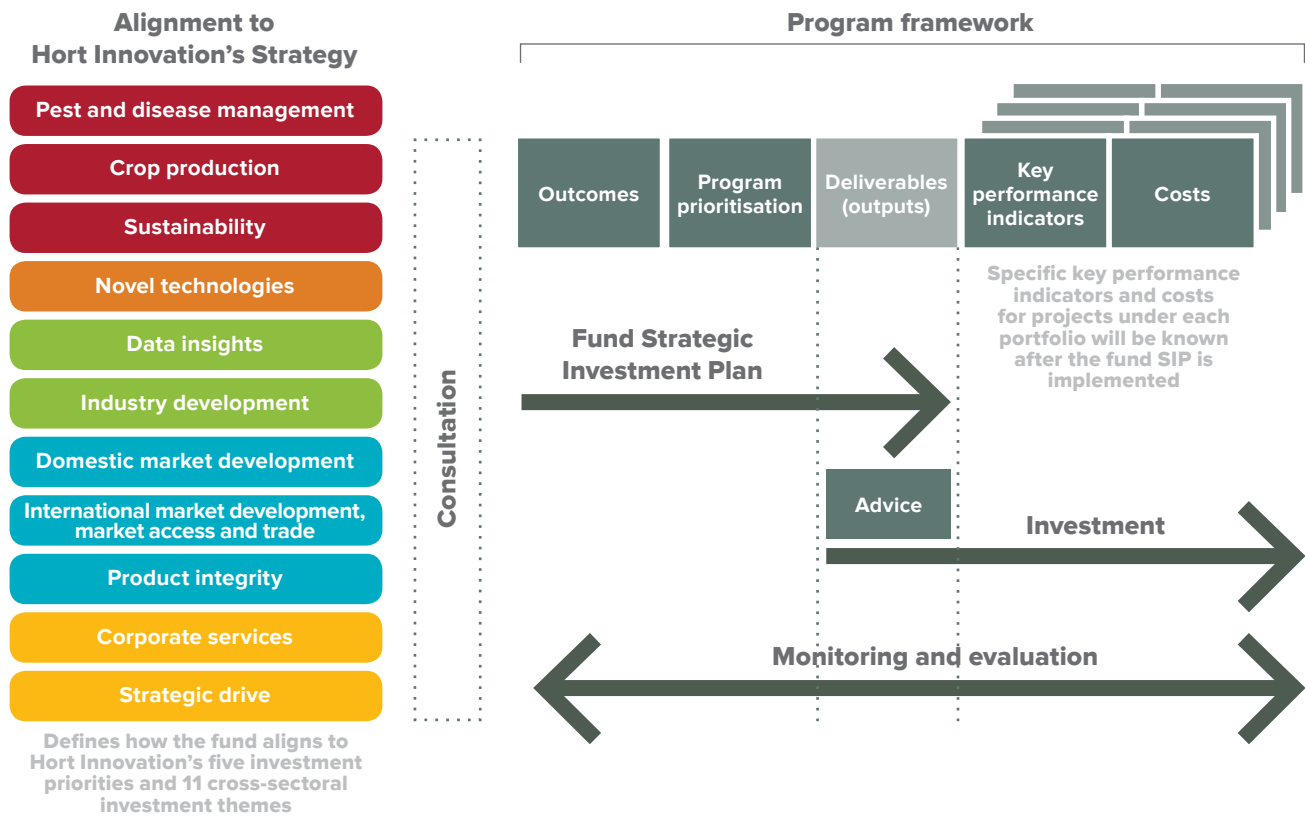 Alignment to
Hort Innovation's Strategy
Pest and disease management
Crop production
Sustainability
Novel technologies
Data insights
Industry development
Domestic market development
International market development,
market access and trade
Product integrity
Corporate services
Strategic drive
Defines how the fund aligns to
Hort Innovation's five investment
priorities and 11 cross-sectoral
investment themes
Consultation
Program framework
Outcomes
Program
prioritisation
Deliverables
(outputs)
Key
performance
indicators
Costs
Specific key performance
indicators and costs
for projects under each
portfolio will be known
after the fund SIP is
implemented
Fund Strategic
Investment Plan
Advice
Investment
Monitoring and evaluation